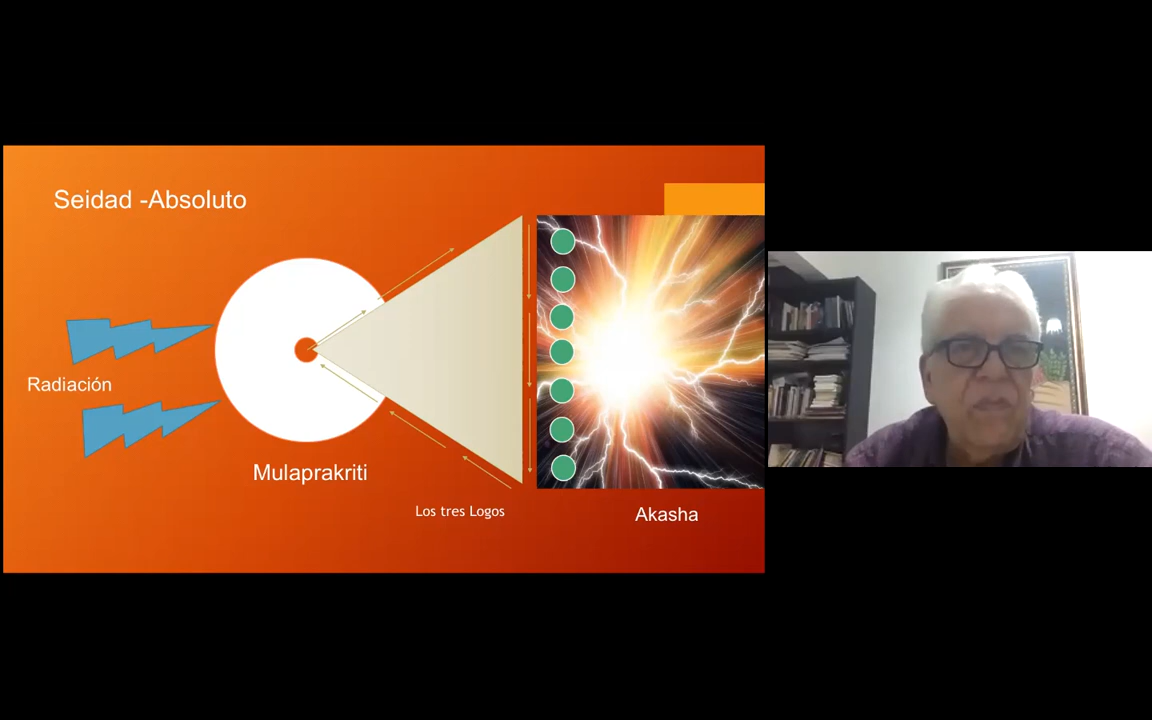 Seidad -Absoluto
Radiación
Mulaprakriti
Los tres Logos
Akasha